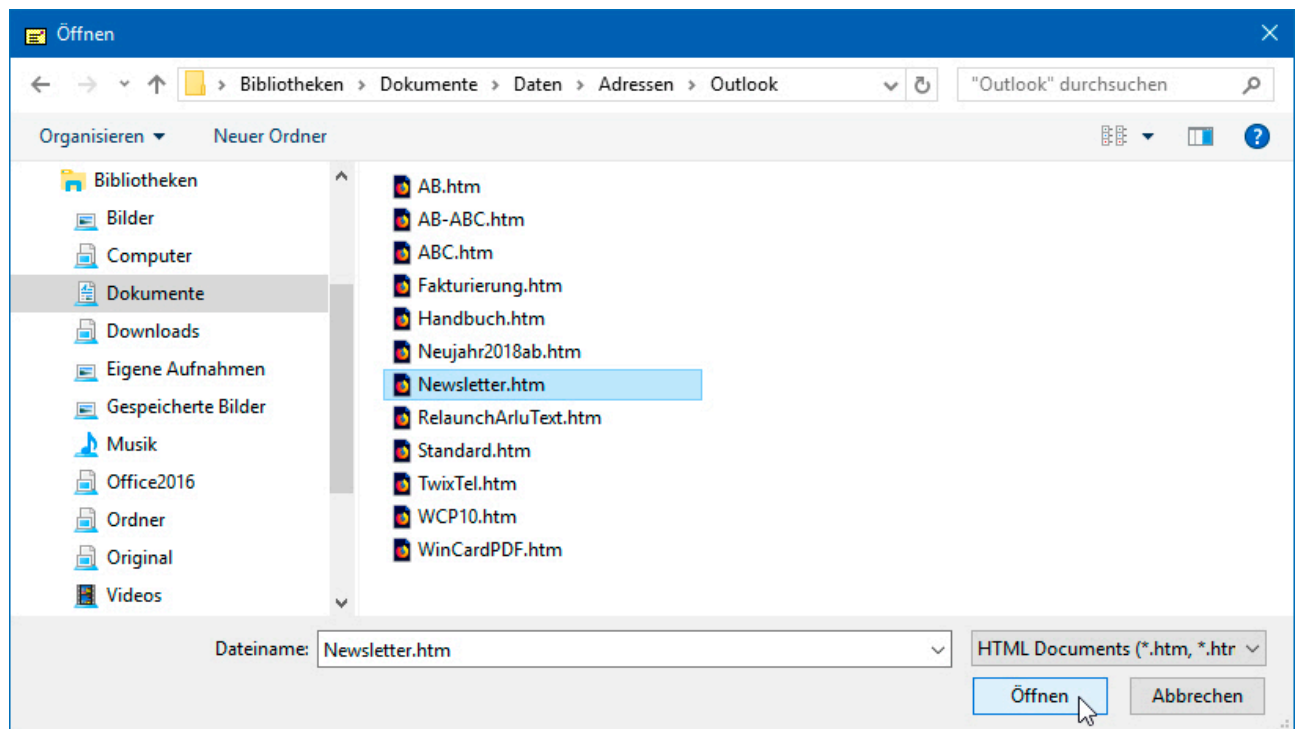 Öffnen
Bibliotheken > Dokumente > Daten > Adressen > Outlook
"Outlook" durchsuchen
Organisieren
Neuer Ordner
Bibliotheken
Bilder
Computer
Dokumente
Downloads
Eigene Aufnahmen
Gespeicherte Bilder
Musik
Office2016
Ordner
Original
Videos
AB.htm
AB-ABC.htm
ABC.htm
Fakturierung.htm
Handbuch.htm
Neujahr2018ab.htm
Newsletter.htm
RelaunchArluText.htm
Standard.htm
TwixTel.htm
WCP10.htm
WinCardPDF.htm
Dateiname: Newsletter.htm
HTML Documents (*.htm, *.htr
Öffnen
Abbrechen